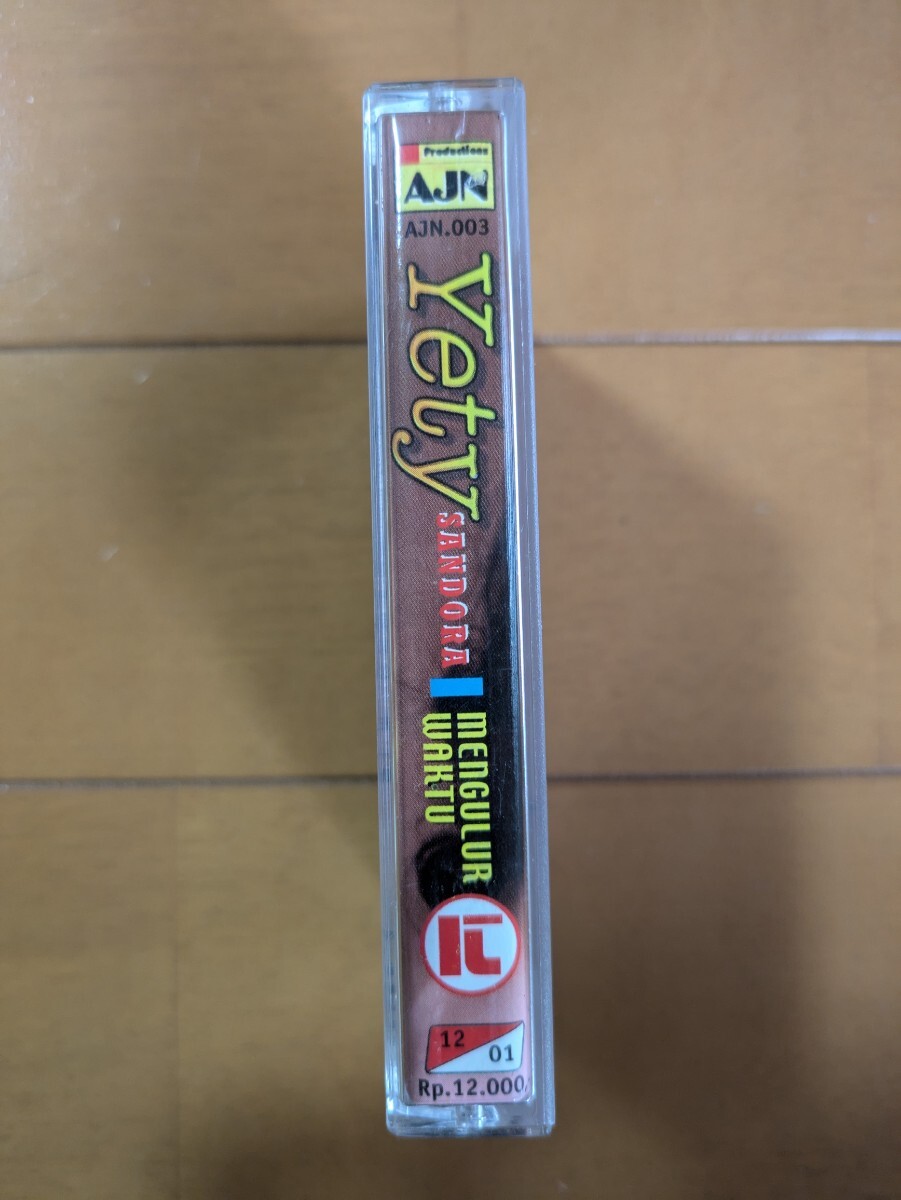 Productions
AJN
AJN.003
Yety
SANDORA
MENGULUR
WAKTU
12
01
Rp.12.000